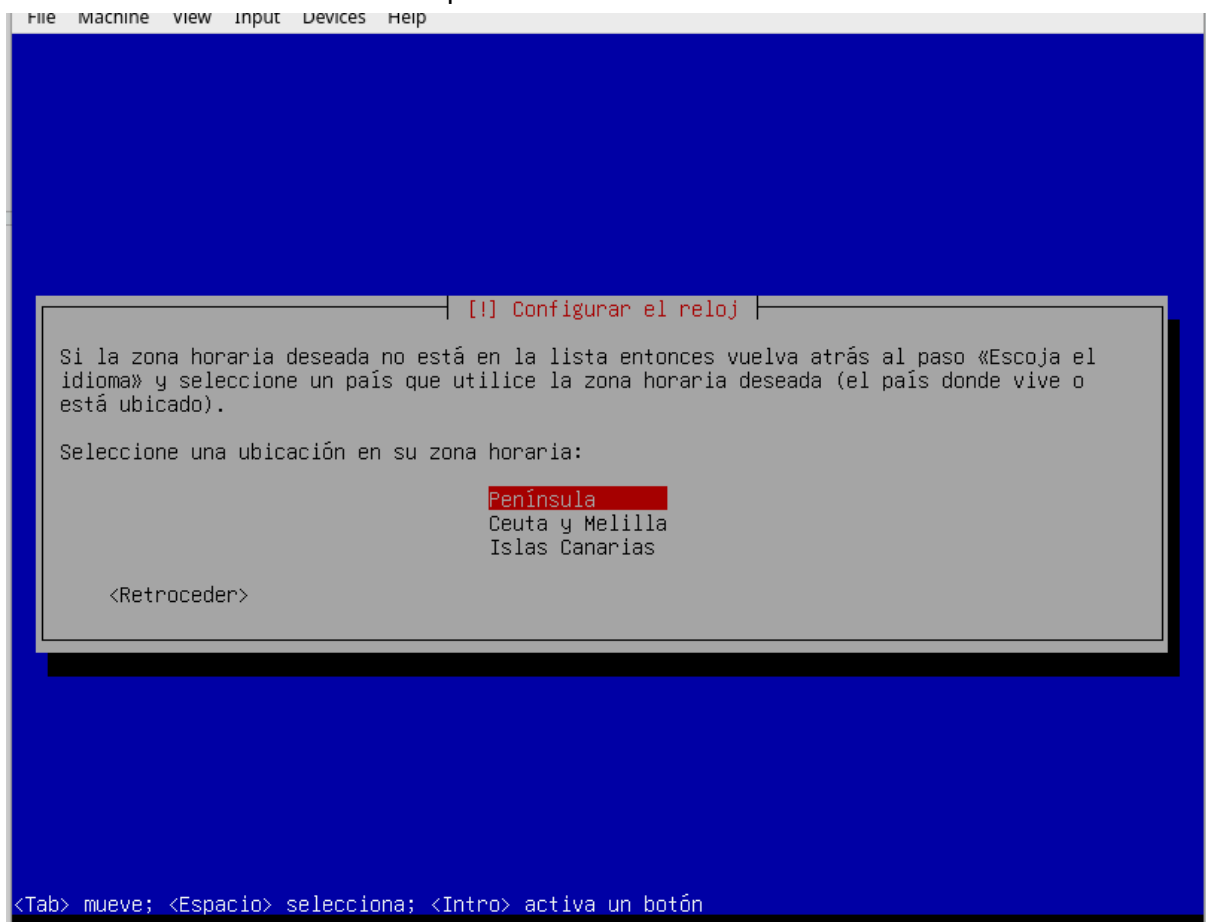 File Machine View Input Devices Help
[!] Configurar el reloj
Si la zona horaria deseada no está en la lista entonces vuelva atrás al paso «Escoja el
idioma» y seleccione un país que utilice la zona horaria deseada (el país donde vive o
está ubicado).
Seleccione una ubicación en su zona horaria:
Península
Ceuta y Melilla
Islas Canarias
<Retroceder>
<Tab> mueve; <Espacio> selecciona; <Intro> activa un botón